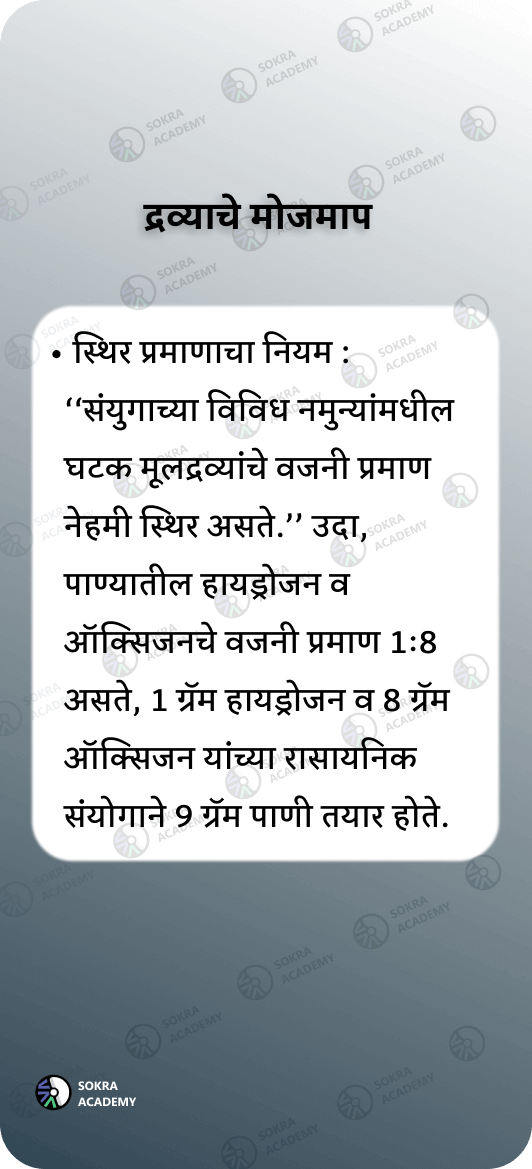 द्रव्याचे मोजमाप
• स्थिर प्रमाणाचा नियम :
‘‘संयुगाच्या विविध नमुन्यांमधील
घटक मूलद्रव्यांचे वजनी प्रमाण
नेहमी स्थिर असते.’’ उदा,
पाण्यातील हायड्रोजन व
ऑक्सिजनचे वजनी प्रमाण 1:8
असते, 1 ग्रॅम हायड्रोजन व 8 ग्रॅम
ऑक्सिजन यांच्या रासायनिक
संयोगाने 9 ग्रॅम पाणी तयार होते.
SOKRA
ACADEMY